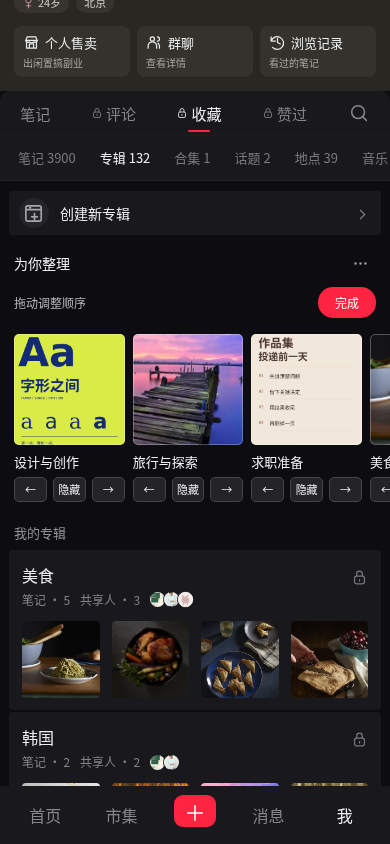 ♀ 24岁
北京
个人售卖
出闲置搞副业
群聊
查看详情
浏览记录
看过的笔记
笔记
评论
收藏
赞过
笔记 3900
专辑 132
合集 1
话题 2
地点 39
音乐
创建新专辑
为你整理
拖动调整顺序
完成
Aa
字形之间
a a a a
作品集
投递前一天
设计与创作
旅行与探索
求职准备
美食
← 隐藏 →
← 隐藏 →
← 隐藏 →
←
我的专辑
美食
笔记 · 5 共享人 · 3
韩国
笔记 · 2 共享人 · 2
首页
市集
消息
我